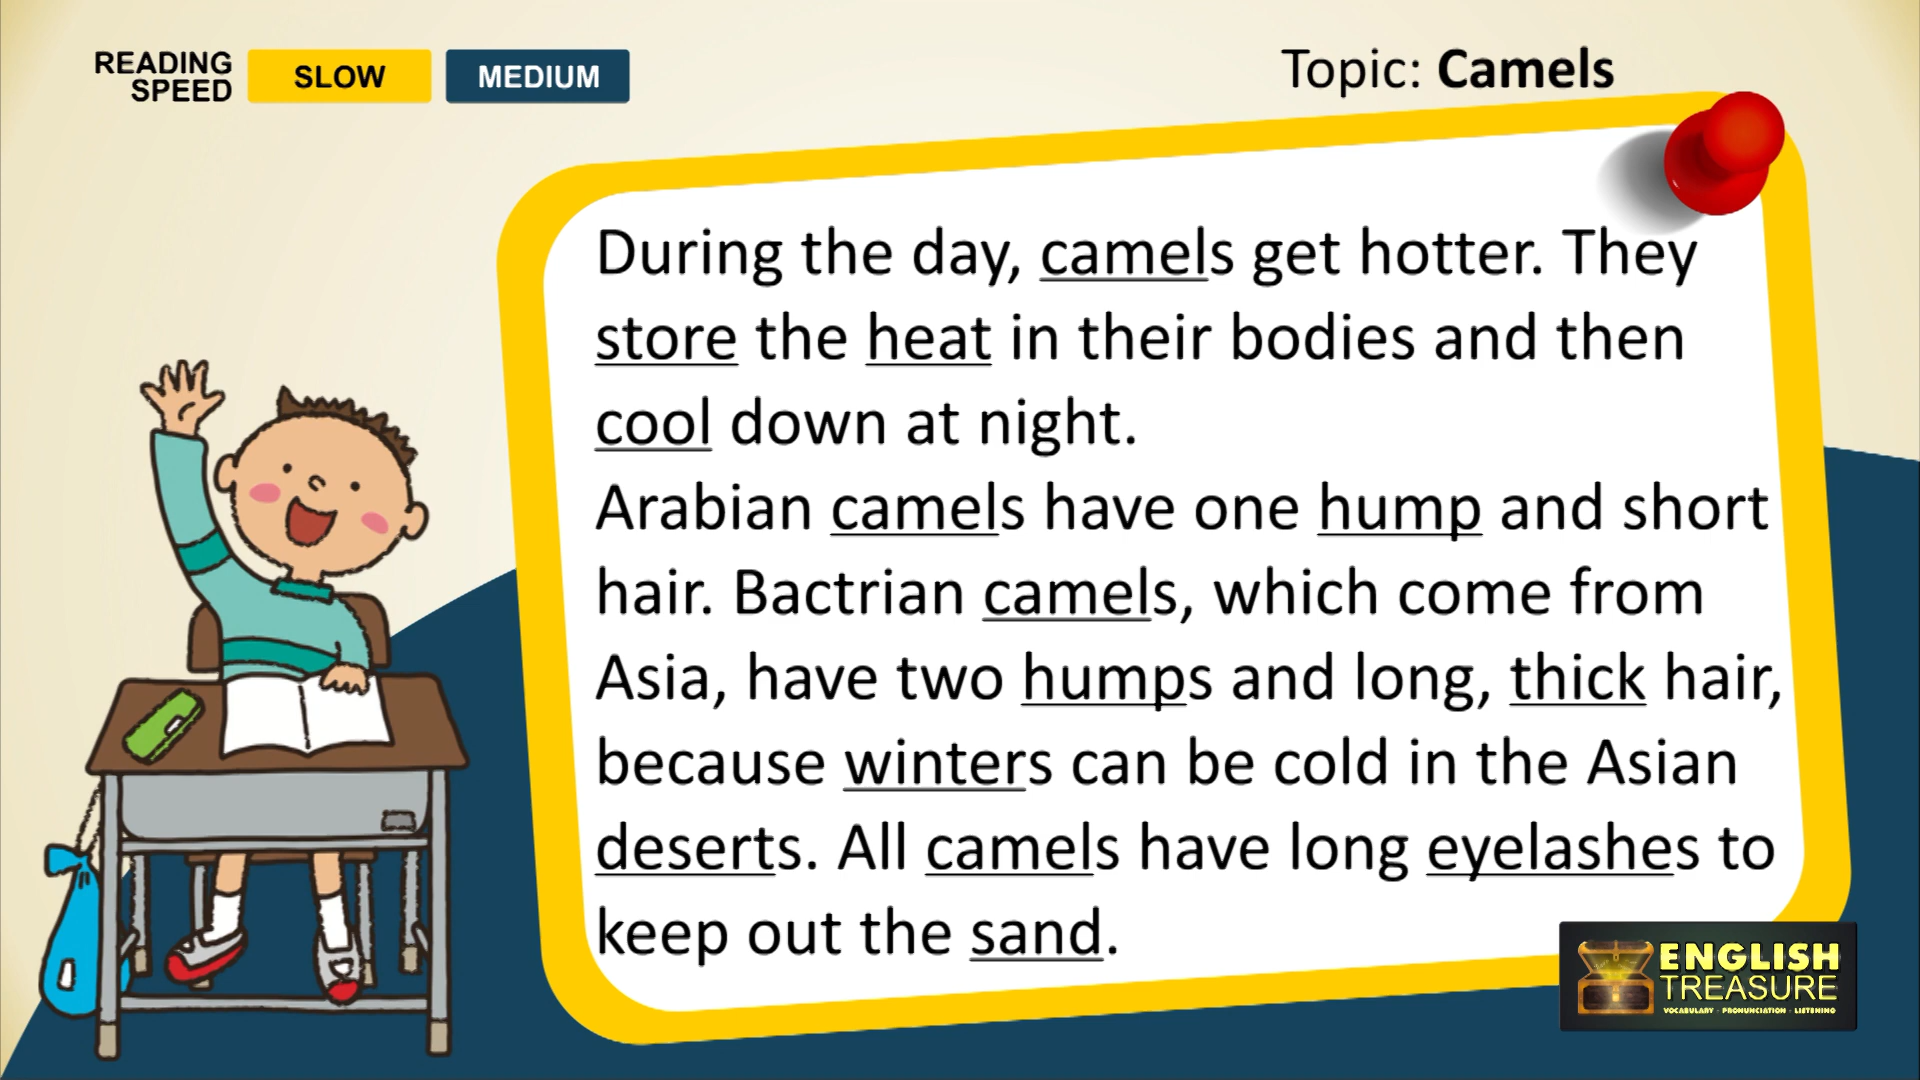 READING
SPEED
SLOW
MEDIUM
Topic: Camels
During the day, camels get hotter. They
store the heat in their bodies and then
cool down at night.
Arabian camels have one hump and short
hair. Bactrian camels, which come from
Asia, have two humps and long, thick hair,
because winters can be cold in the Asian
deserts. All camels have long eyelashes to
keep out the sand.
ENGLISH
TREASURE
VOCABULARY - PRONUNCIATION - LISTENING